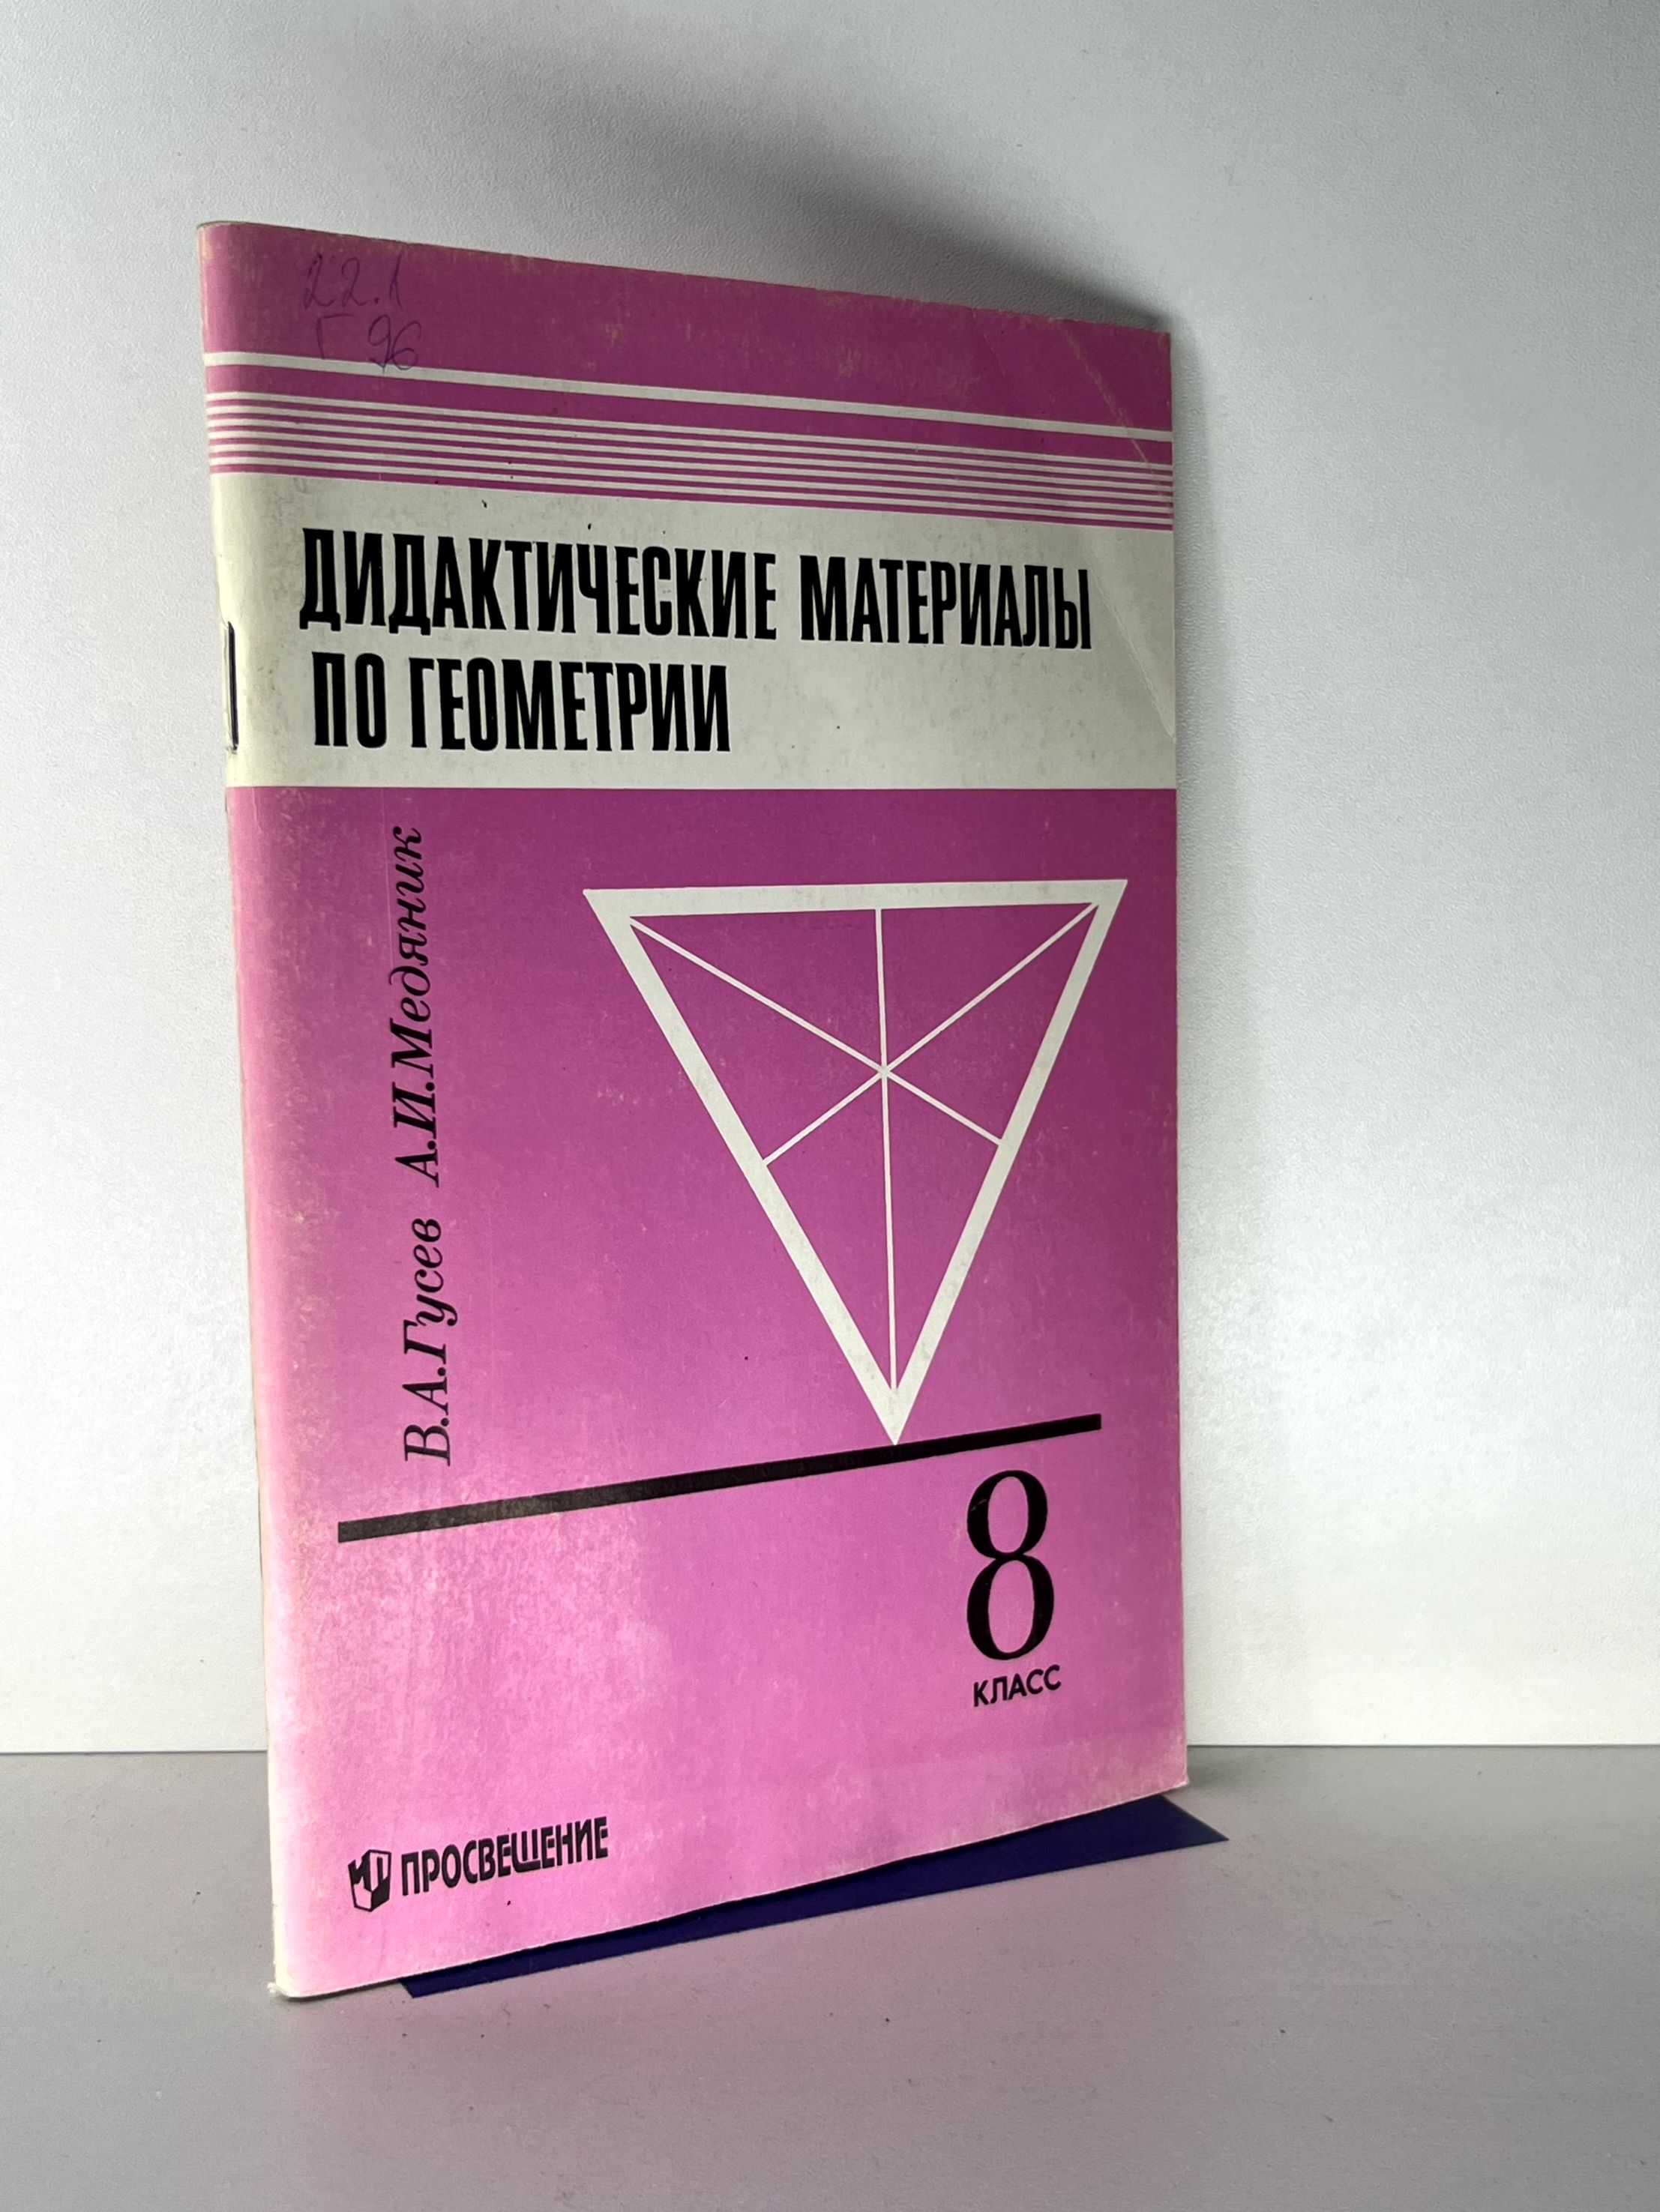 22.1
Г 96
ДИДАКТИЧЕСКИЕ МАТЕРИАЛЫ
ПО ГЕОМЕТРИИ
В.А.Гусев А.И.Медяник
8
КЛАСС
ПРОСВЕЩЕНИЕ